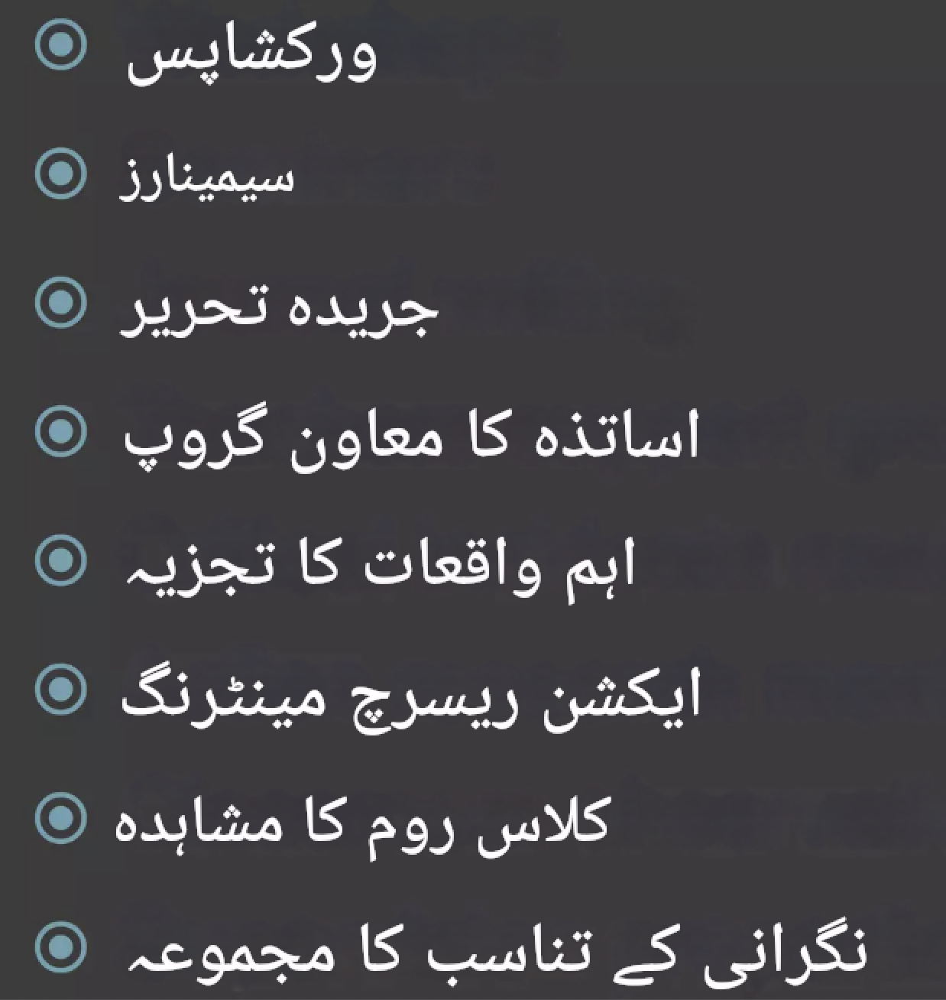 ورکشاپس
سیمینارز
جریدہ تحریر
اساتذہ کا معاون گروپ
اہم واقعات کا تجزیہ
ایکشن ریسرچ مینٹرنگ
کلاس روم کا مشاہدہ
نگرانی کے تناسب کا مجموعہ